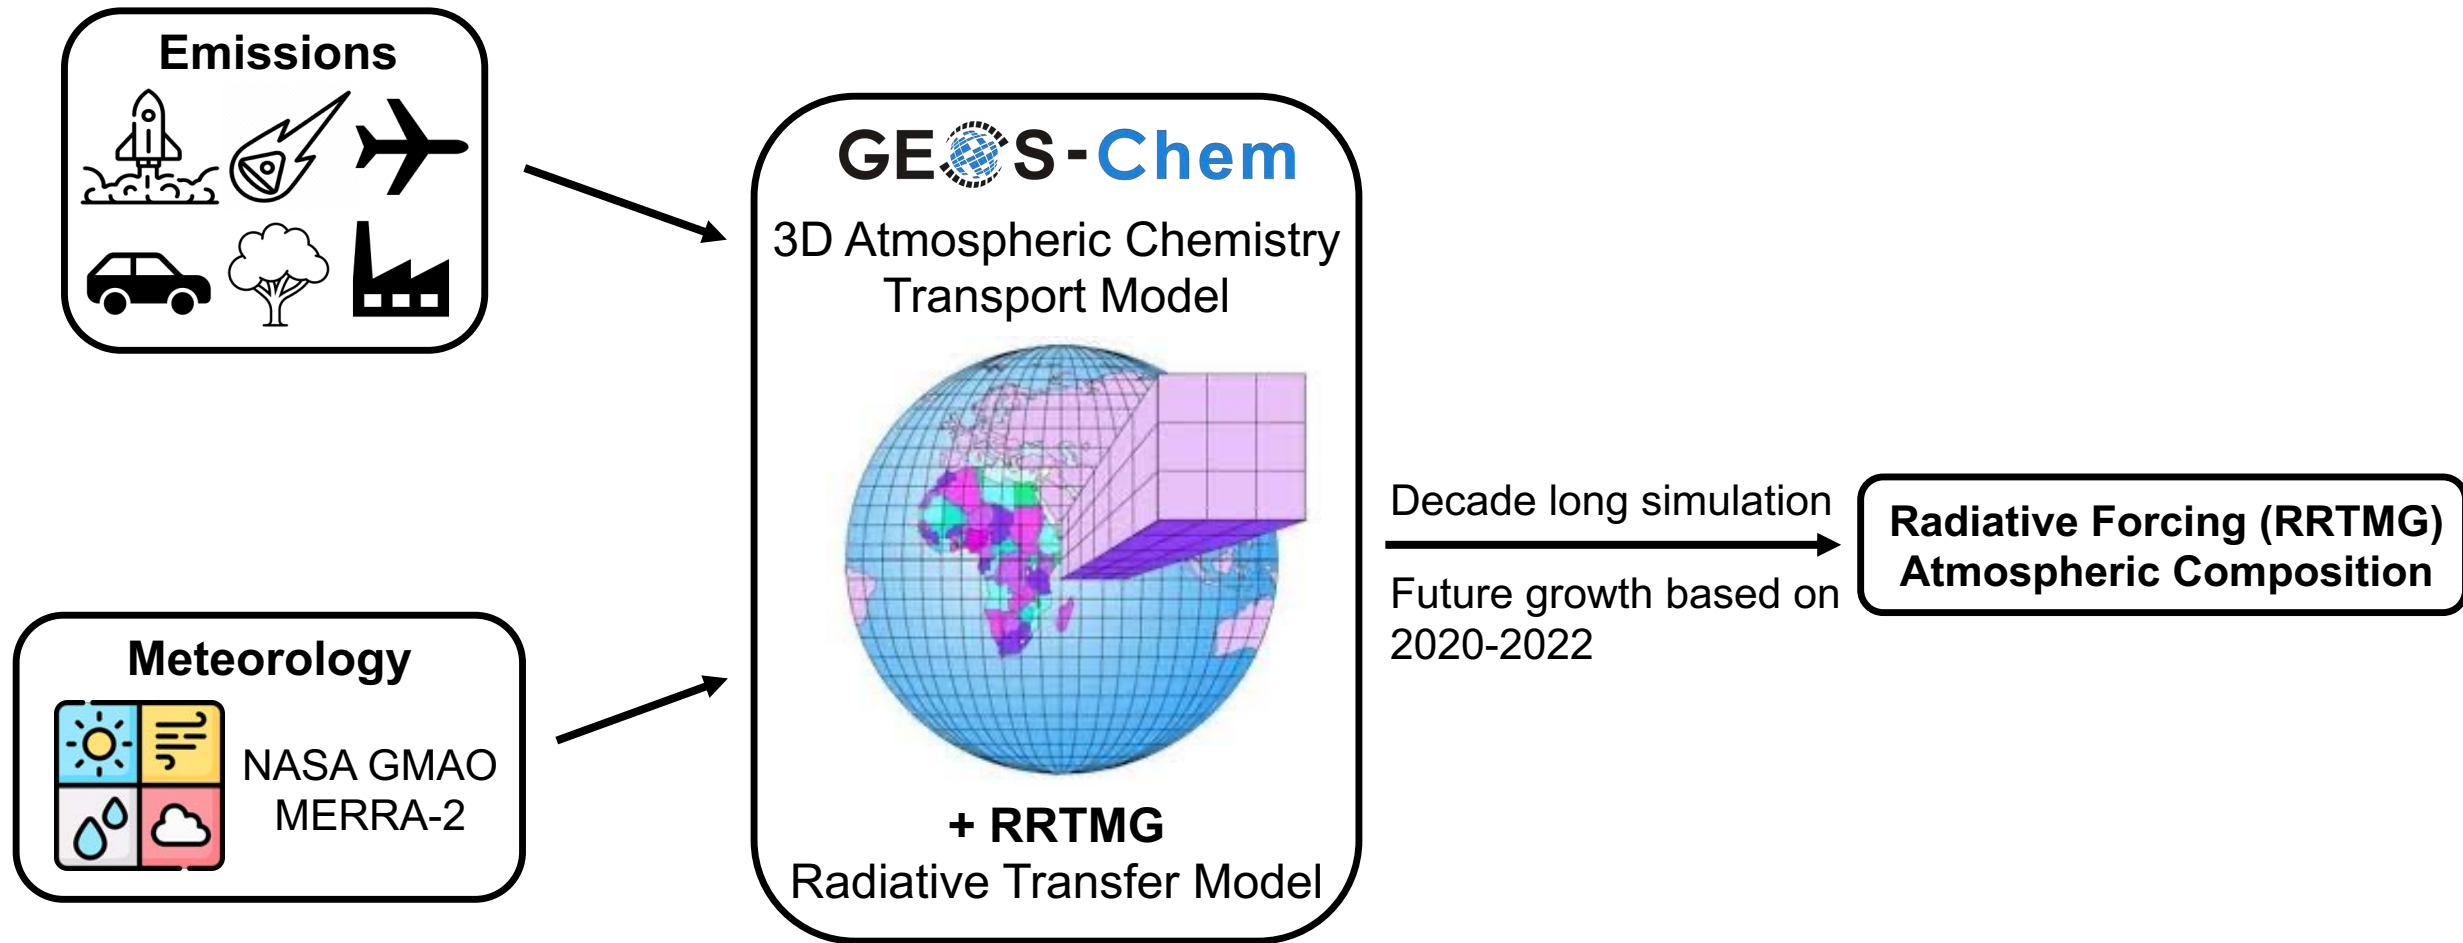 Emissions
GEOS-Chem
3D Atmospheric Chemistry
Transport Model
+ RRTMG
Radiative Transfer Model
Meteorology
NASA GMAO
MERRA-2
Decade long simulation
Future growth based on
2020-2022
Radiative Forcing (RRTMG)
Atmospheric Composition